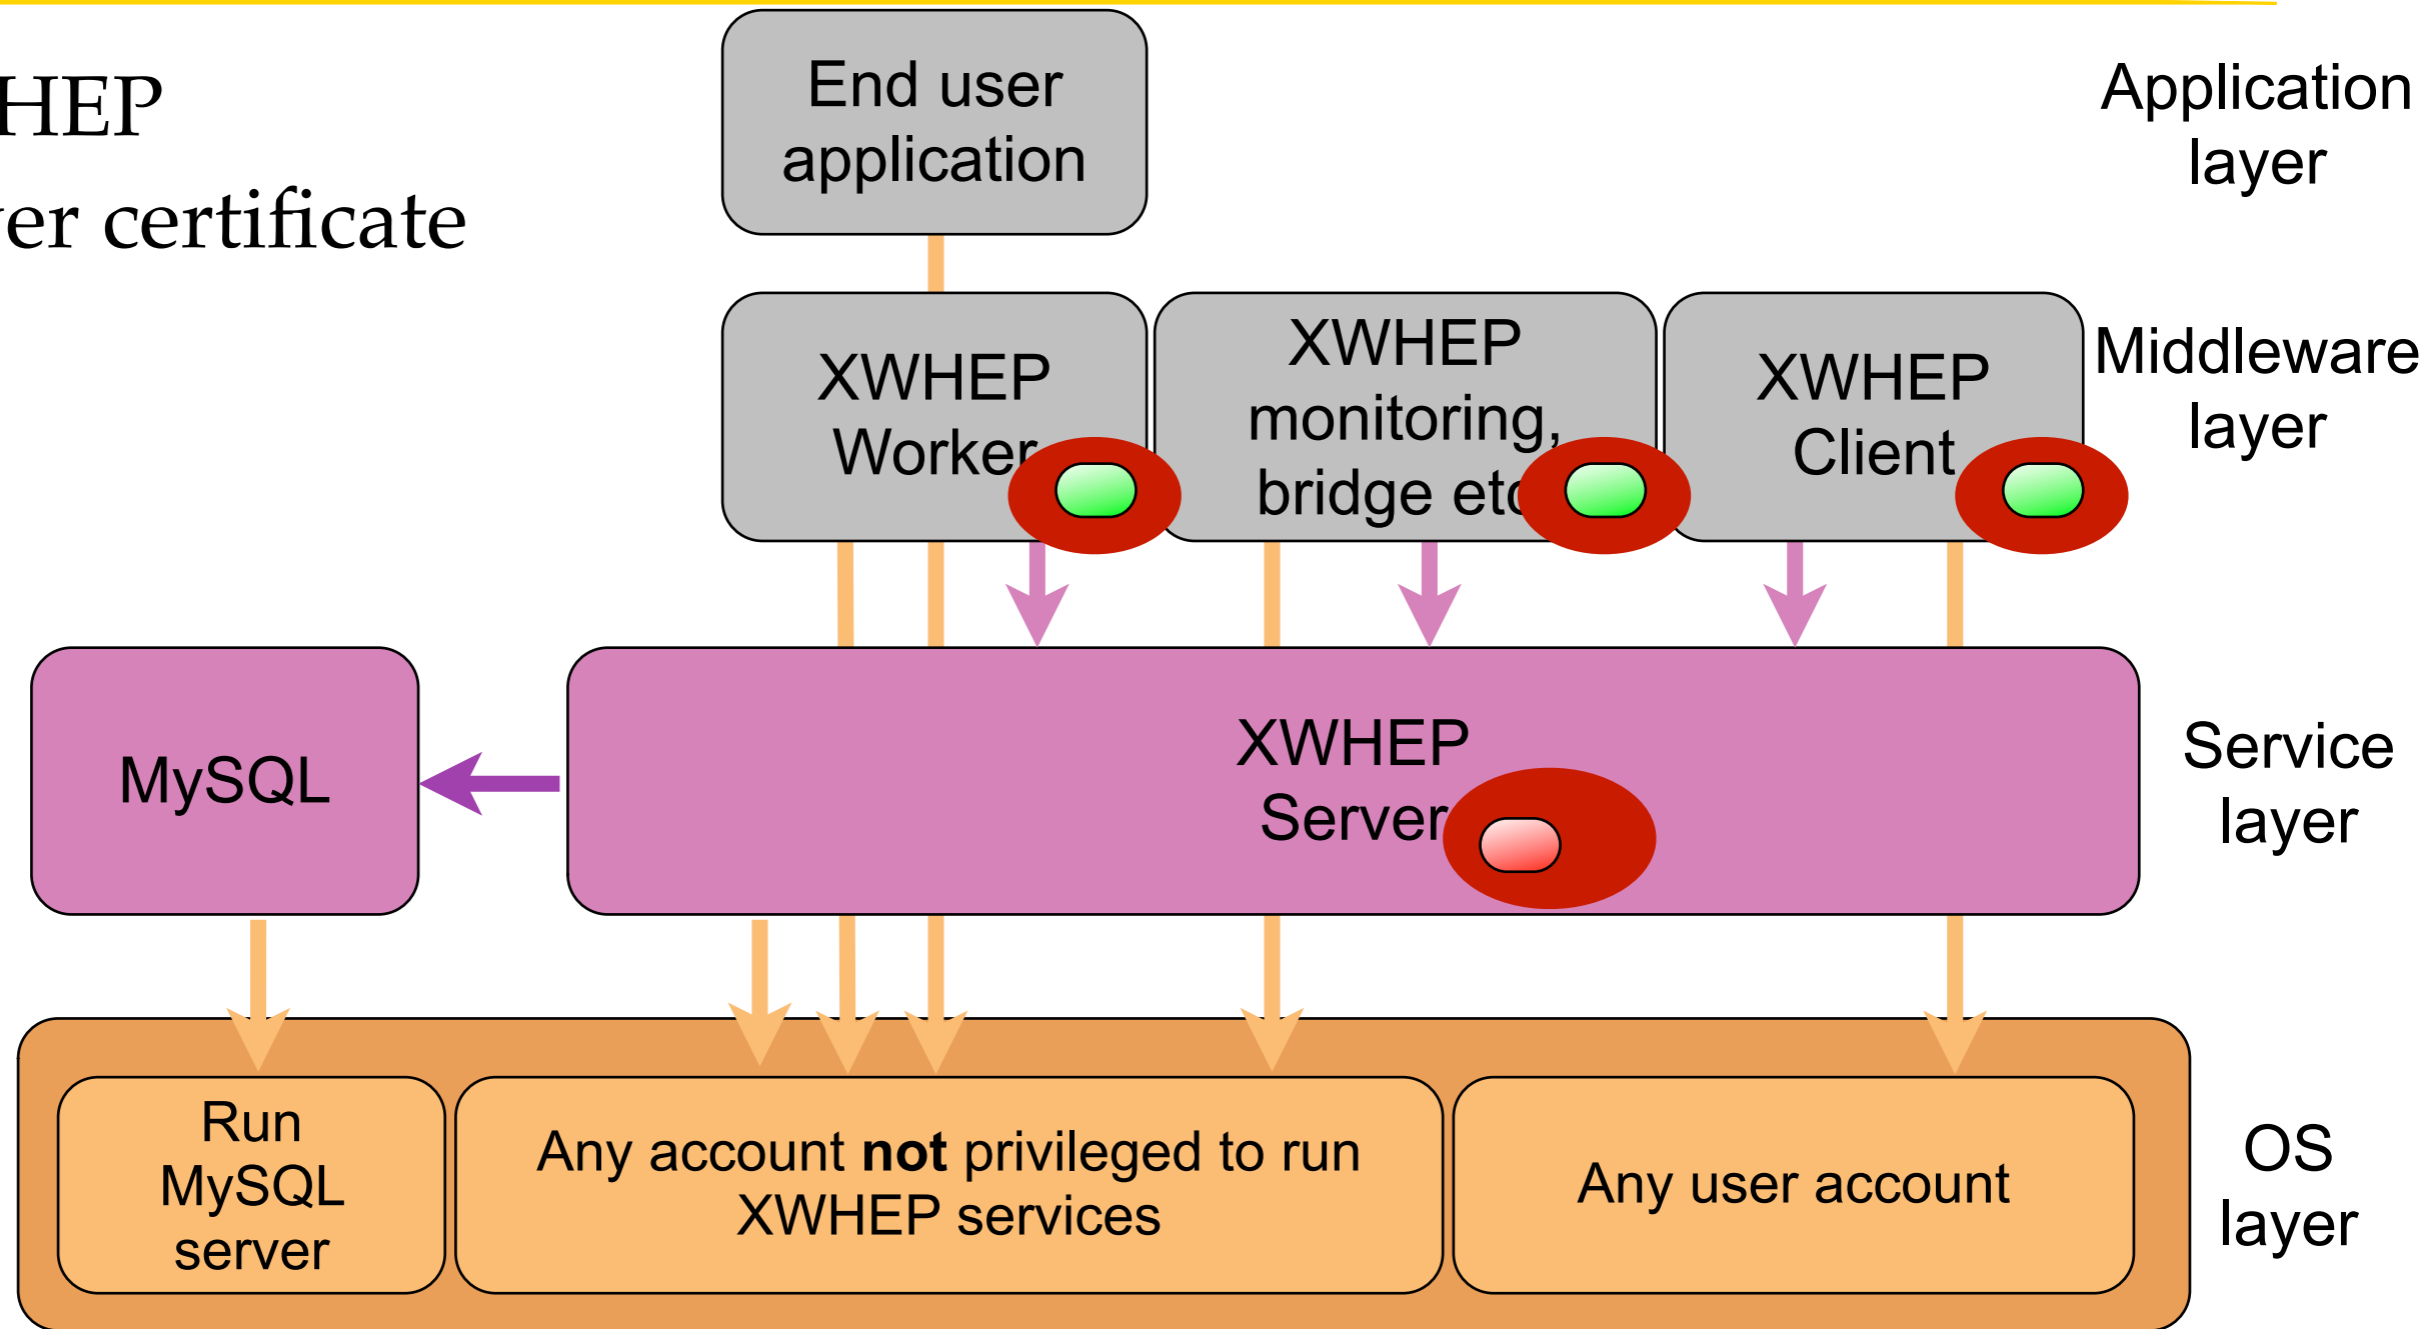 HEP
er certificate
End user
application
Application
layer
XWHEP
Worker
XWHEP
monitoring,
bridge etc
XWHEP
Client
Middleware
layer
MySQL
XWHEP
Server
Service
layer
Run
MySQL
server
Any account not privileged to run
XWHEP services
Any user account
OS
layer